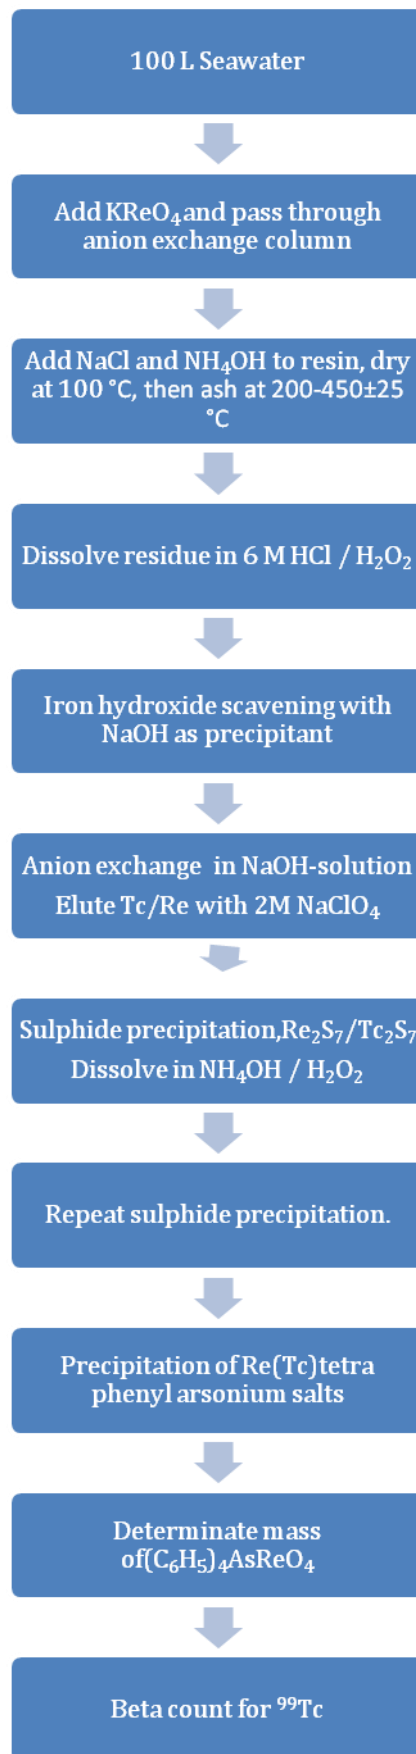 100 L Seawater
Add KReO₄ and pass through
anion exchange column
Add NaCl and NH₄OH to resin, dry
at 100 °C, then ash at 200-450±25
°C
Dissolve residue in 6 M HCl / H₂O₂
Iron hydroxide scavening with
NaOH as precipitant
Anion exchange in NaOH-solution
Elute Tc/Re with 2M NaClO₄
Sulphide precipitation,Re₂S₇/Tc₂S₇
Dissolve in NH₄OH / H₂O₂
Repeat sulphide precipitation.
Precipitation of Re(Tc)tetra
phenyl arsonium salts
Determinate mass
of(C₆H₅)₄AsReO₄
Beta count for ⁹⁹Tc